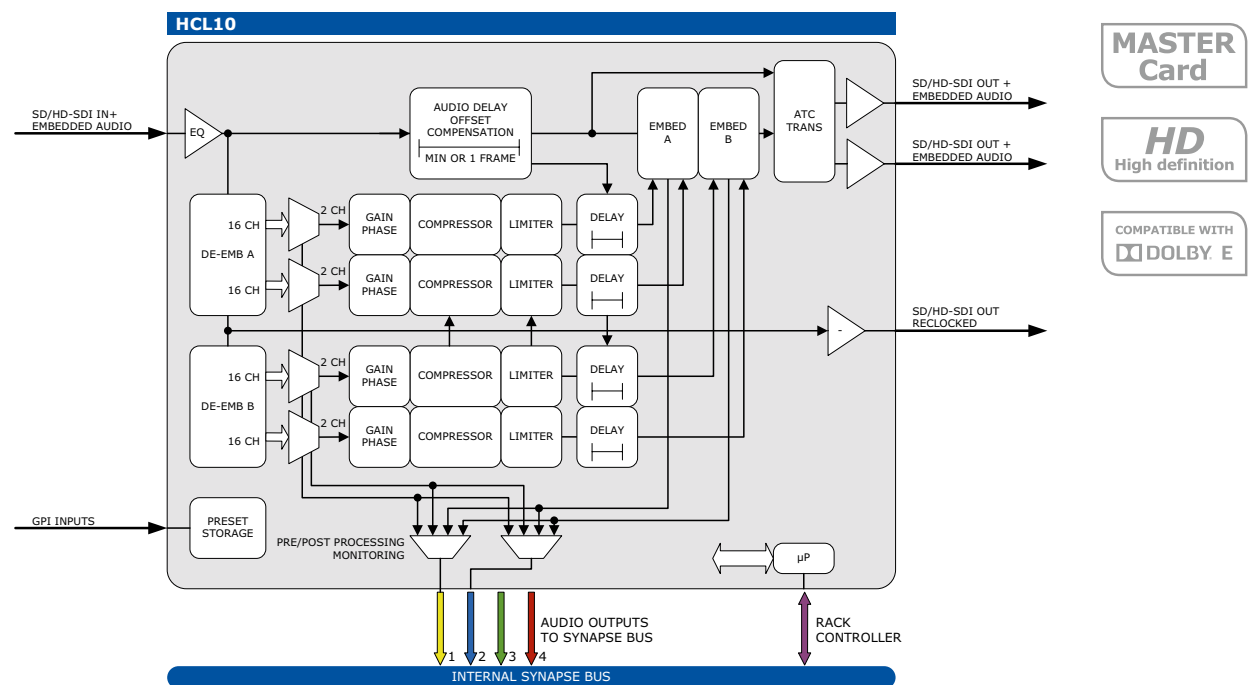 HCL10
MASTER
Card
HD
High definition
COMPATIBLE WITH
DOLBY E
SD/HD-SDI IN+
EMBEDDED AUDIO
EQ
AUDIO DELAY
OFFSET
COMPENSATION
MIN OR 1 FRAME
EMBED
A
EMBED
B
ATC
TRANS
SD/HD-SDI OUT +
EMBEDDED AUDIO
SD/HD-SDI OUT +
EMBEDDED AUDIO
DE-EMB A
16 CH
16 CH
2 CH
GAIN
PHASE
COMPRESSOR
LIMITER
DELAY
2 CH
GAIN
PHASE
COMPRESSOR
LIMITER
DELAY
-
SD/HD-SDI OUT
RECLOCKED
DE-EMB B
16 CH
16 CH
2 CH
GAIN
PHASE
COMPRESSOR
LIMITER
DELAY
2 CH
GAIN
PHASE
COMPRESSOR
LIMITER
DELAY
GPI INPUTS
PRESET
STORAGE
PRE/POST PROCESSING
MONITORING
µP
1
2
3
4
AUDIO OUTPUTS
TO SYNAPSE BUS
RACK
CONTROLLER
INTERNAL SYNAPSE BUS